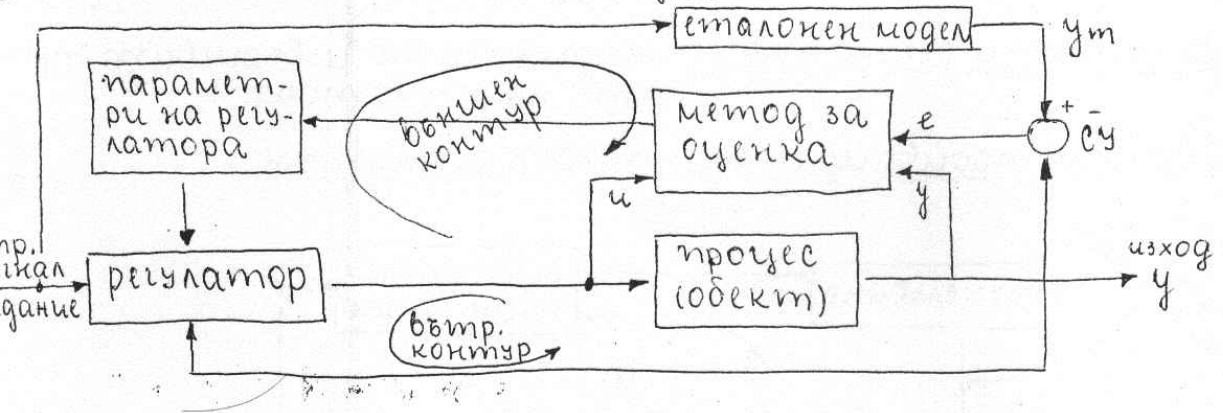 еталонен модел
ym
парамет-
ри на регу-
латора
външен
контур
метод за
оценка
e
+
-
СУ
u
y
регулатор
процес
(обект)
изход
y
вътр.
контур